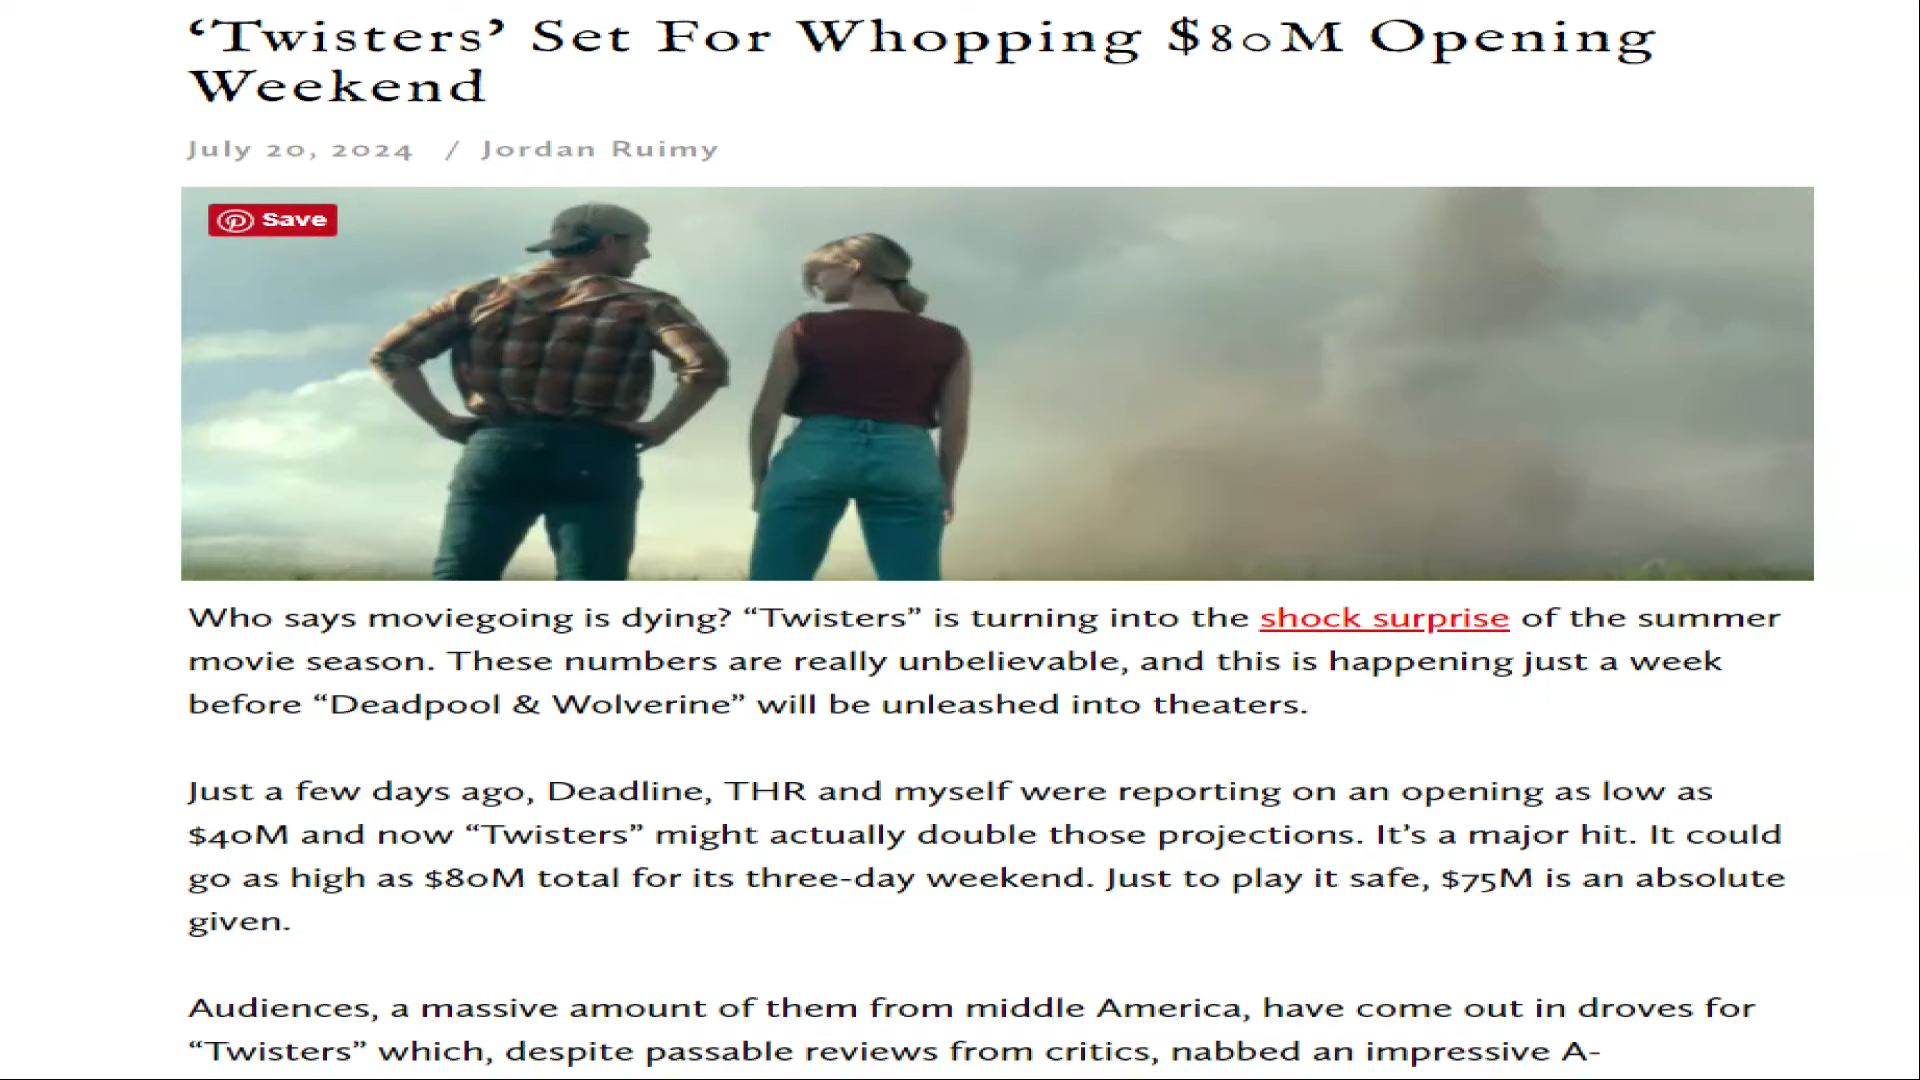 ‘Twisters’ Set For Whopping $80M Opening
Weekend
July 20, 2024 / Jordan Ruimy
Save
Who says moviegoing is dying? “Twisters” is turning into the shock surprise of the summer
movie season. These numbers are really unbelievable, and this is happening just a week
before “Deadpool & Wolverine” will be unleashed into theaters.
Just a few days ago, Deadline, THR and myself were reporting on an opening as low as
$40M and now “Twisters” might actually double those projections. It’s a major hit. It could
go as high as $80M total for its three-day weekend. Just to play it safe, $75M is an absolute
given.
Audiences, a massive amount of them from middle America, have come out in droves for
“Twisters” which, despite passable reviews from critics, nabbed an impressive A-